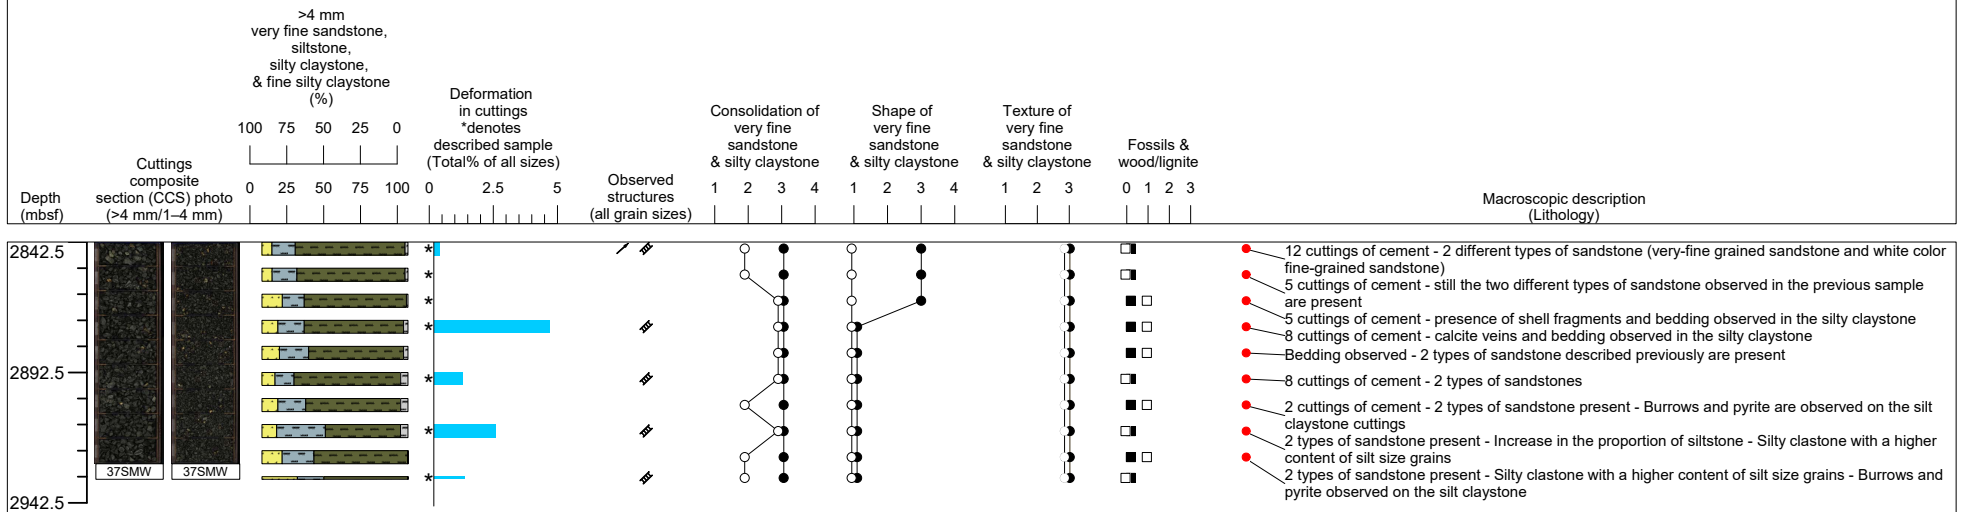 >4 mm
very fine sandstone,
siltstone,
silty claystone,
& fine silty claystone
(%)
100 75 50 25 0
0 25 50 75 100
Depth
(mbsf)
Cuttings
composite
section (CCS) photo
(>4 mm/1–4 mm)
Deformation
in cuttings
*denotes
described sample
(Total% of all sizes)
0 2.5 5
Observed
structures
(all grain sizes)
Consolidation of
very fine
sandstone
& silty claystone
1 2 3 4
Shape of
very fine
sandstone
& silty claystone
1 2 3 4
Texture of
very fine
sandstone
& silty claystone
1 2 3
Fossils &
wood/lignite
0 1 2 3
Macroscopic description
(Lithology)
2842.5
2892.5
2942.5
37SMW 37SMW
*
*
*
*
*
*
*
*
*
12 cuttings of cement - 2 different types of sandstone (very-fine grained sandstone and white color
fine-grained sandstone)
5 cuttings of cement - still the two different types of sandstone observed in the previous sample
are present
5 cuttings of cement - presence of shell fragments and bedding observed in the silty claystone
8 cuttings of cement - calcite veins and bedding observed in the silty claystone
Bedding observed - 2 types of sandstone described previously are present
8 cuttings of cement - 2 types of sandstones
2 cuttings of cement - 2 types of sandstone present - Burrows and pyrite are observed on the silt
claystone cuttings
2 types of sandstone present - Increase in the proportion of siltstone - Silty clastone with a higher
content of silt size grains
2 types of sandstone present - Silty clastone with a higher content of silt size grains - Burrows and
pyrite observed on the silt claystone